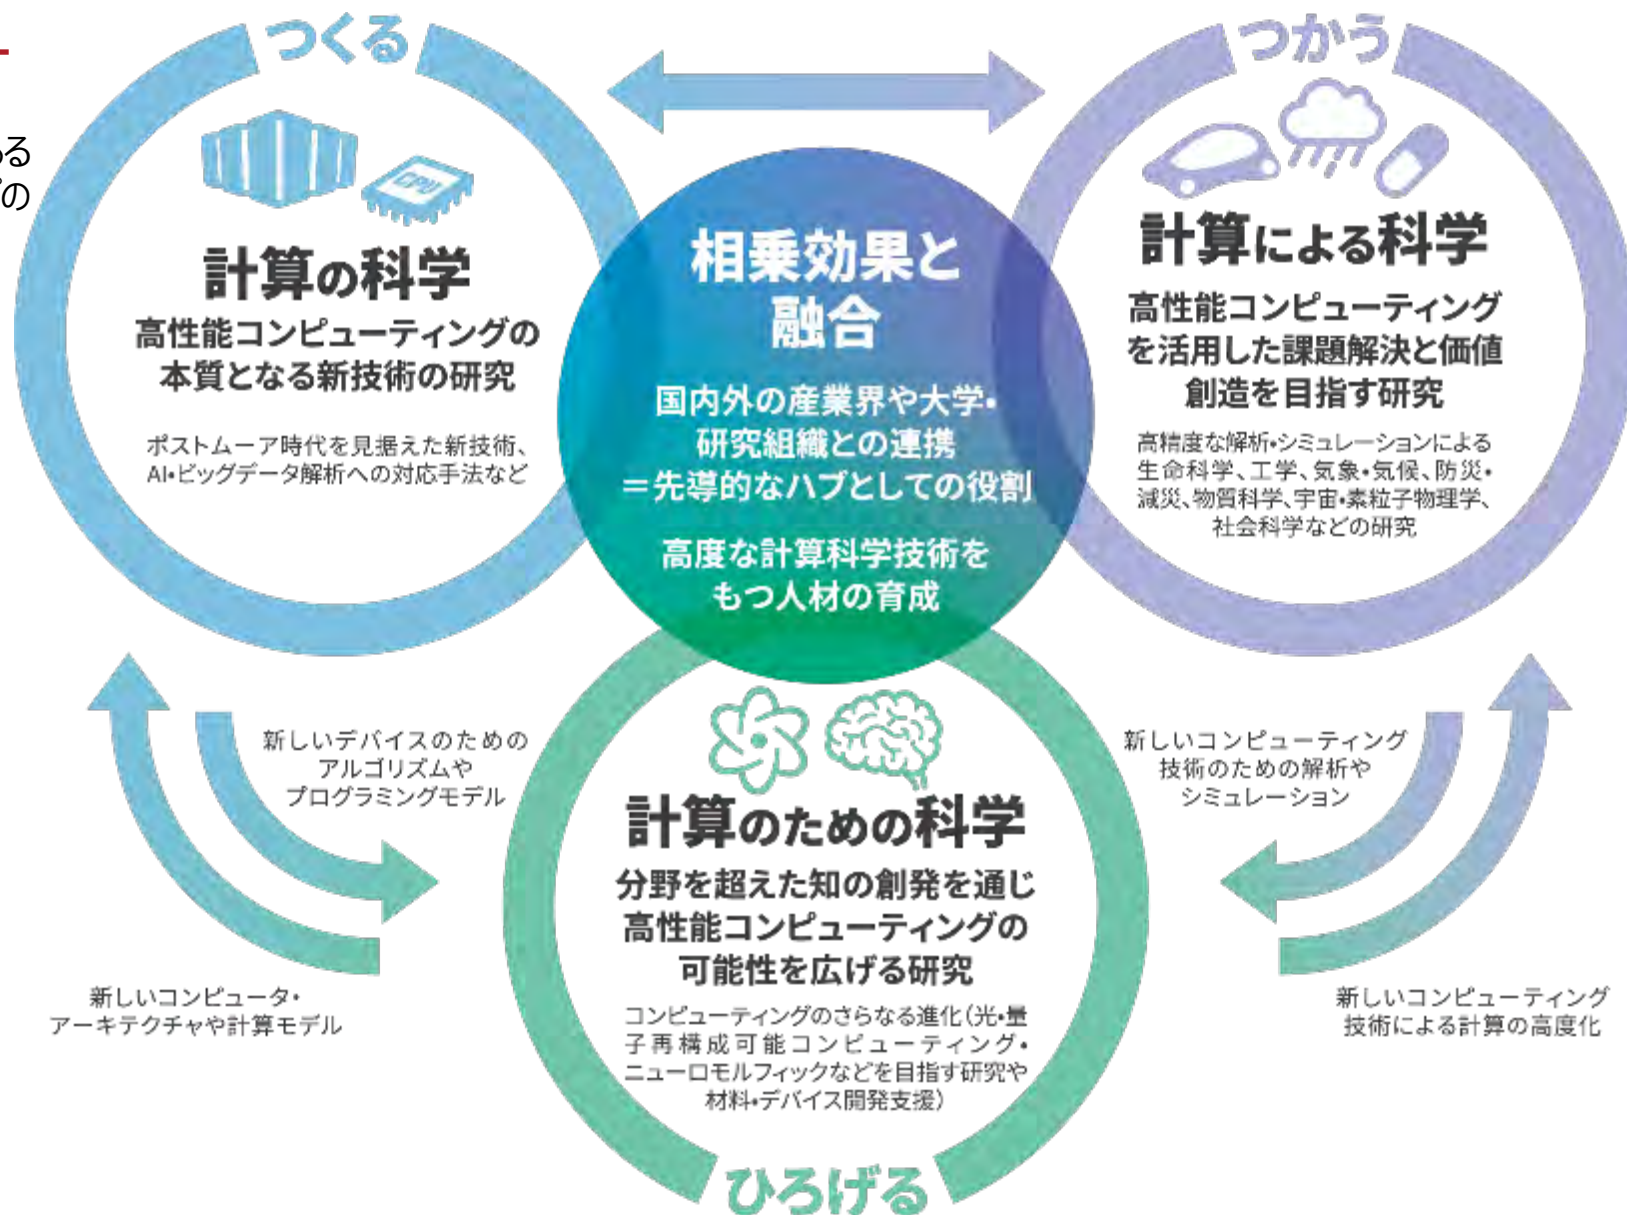 つくる
つかう
ある
プの
CPU
計算の科学
高性能コンピューティングの
本質となる新技術の研究
ポストムーア時代を見据えた新技術、
AI・ビッグデータ解析への対応手法など
相乗効果と
融合
国内外の産業界や大学・
研究組織との連携
＝先導的なハブとしての役割
高度な計算科学技術を
もつ人材の育成
計算による科学
高性能コンピューティング
を活用した課題解決と価値
創造を目指す研究
高精度な解析・シミュレーションによる
生命科学、工学、気象・気候、防災・
減災、物質科学、宇宙・素粒子物理学、
社会科学などの研究
新しいデバイスのための
アルゴリズムや
プログラミングモデル
新しいコンピュータ・
アーキテクチャや計算モデル
計算のための科学
分野を超えた知の創発を通じ
高性能コンピューティングの
可能性を広げる研究
コンピューティングのさらなる進化（光・量
子再構成可能コンピューティング・
ニューロモルフィックなどを目指す研究や
材料・デバイス開発支援）
新しいコンピューティング
技術のための解析や
シミュレーション
新しいコンピューティング
技術による計算の高度化
ひろげる